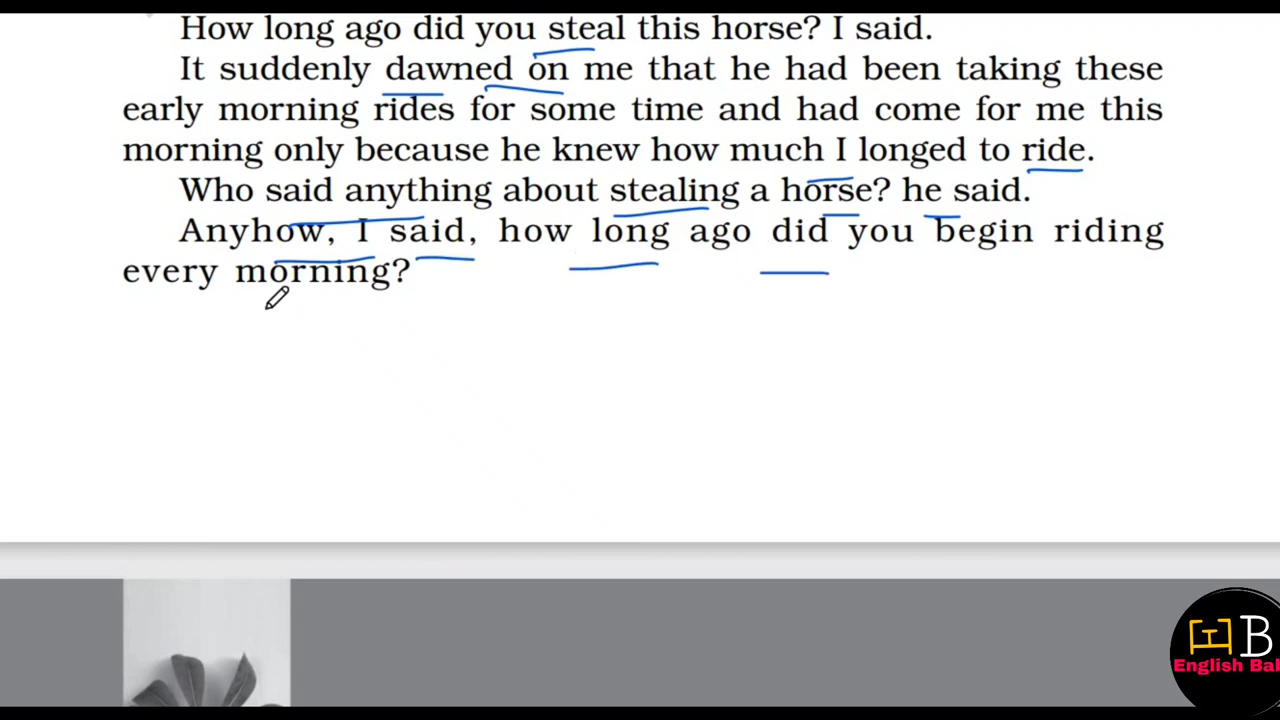 How long ago did you steal this horse? I said.
It suddenly dawned on me that he had been taking these
early morning rides for some time and had come for me this
morning only because he knew how much I longed to ride.
Who said anything about stealing a horse? he said.
Anyhow, I said, how long ago did you begin riding
every morning?
EB
English Bal